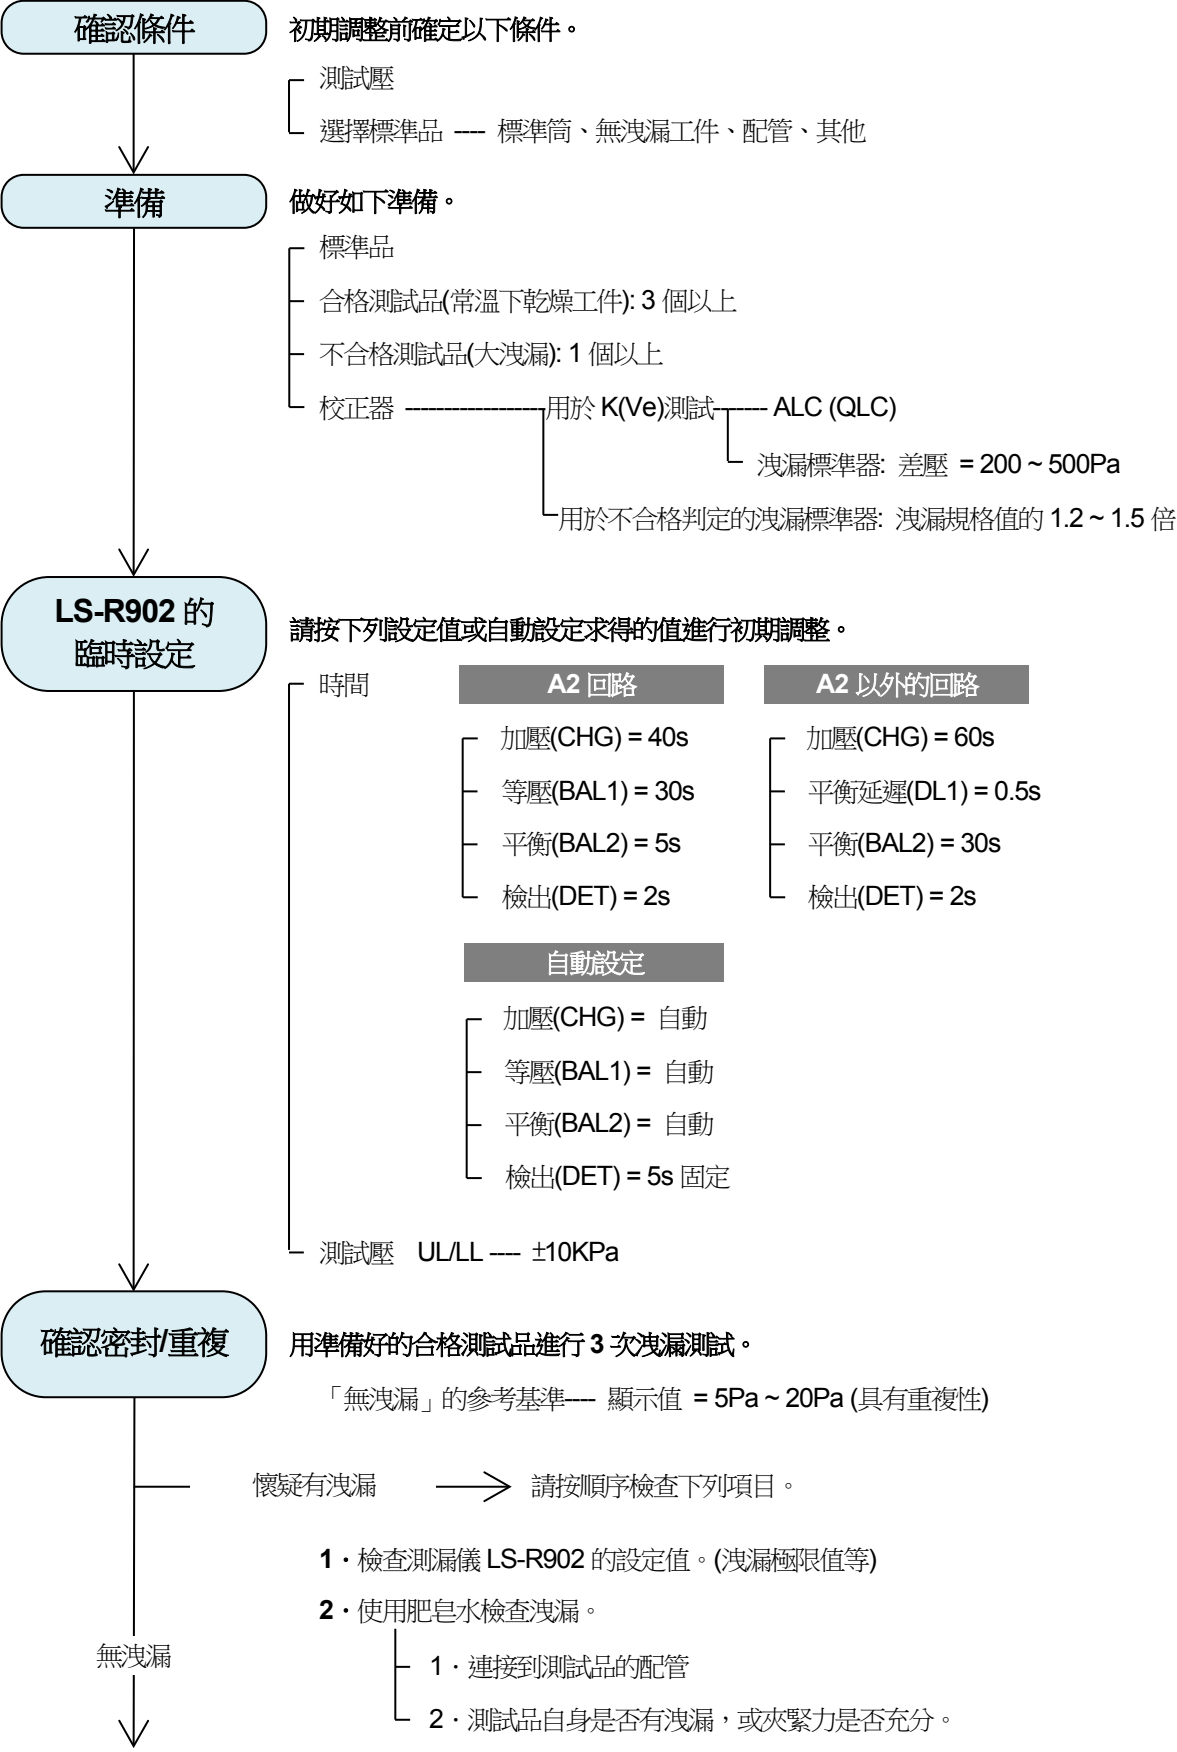 確認條件
初期調整前確定以下條件。
測試壓
選擇標準品 ---- 標準筒、無洩漏工件、配管、其他
準備
做好如下準備。
標準品
合格測試品(常溫下乾燥工件): 3 個以上
不合格測試品(大洩漏): 1 個以上
校正器 ------------------用於 K(Ve)測試------- ALC (QLC)
洩漏標準器: 差壓 = 200 ~ 500Pa
用於不合格判定的洩漏標準器: 洩漏規格值的 1.2 ~ 1.5 倍
LS-R902 的
臨時設定
請按下列設定值或自動設定求得的值進行初期調整。
時間
A2 回路
A2 以外的回路
加壓(CHG) = 40s
加壓(CHG) = 60s
等壓(BAL1) = 30s
平衡延遲(DL1) = 0.5s
平衡(BAL2) = 5s
平衡(BAL2) = 30s
檢出(DET) = 2s
檢出(DET) = 2s
自動設定
加壓(CHG) = 自動
等壓(BAL1) = 自動
平衡(BAL2) = 自動
檢出(DET) = 5s 固定
測試壓 UL/LL ---- ±10KPa
確認密封/重複
用準備好的合格測試品進行 3 次洩漏測試。
「無洩漏」的參考基準---- 顯示值 = 5Pa ~ 20Pa (具有重複性)
懷疑有洩漏
請按順序檢查下列項目。
1・檢查測漏儀 LS-R902 的設定值。(洩漏極限值等)
2・使用肥皂水檢查洩漏。
無洩漏
1・連接到測試品的配管
2・測試品自身是否有洩漏，或夾緊力是否充分。